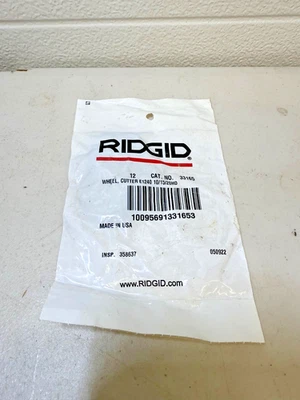 RIDGID
12 CAT. NO. 33165
WHEEL, CUTTER E1240 10/15/20HD
10095691331653
MADE IN USA
INSP. 358637 050922
www.RIDGID.com